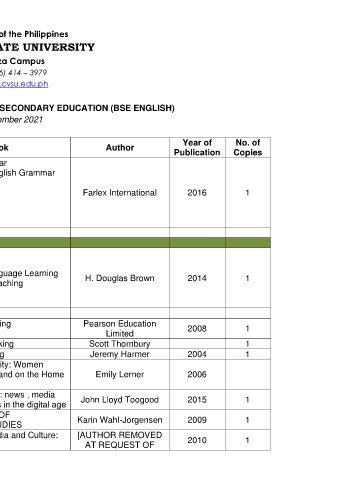 of the Philippines
ATE UNIVERSITY
za Campus
6) 414 – 3979
.cvsu.edu.ph
SECONDARY EDUCATION (BSE ENGLISH)
ember 2021
ok Author Year of Publication No. of Copies
ar
glish Grammar
Farlex International 2016 1
guage Learning
aching
H. Douglas Brown 2014 1
ing Pearson Education Limited 2008 1
king Scott Thornbury 1
g Jeremy Harmer 2004 1
ity: Women
and on the Home
Emily Lerner 2006
: news , media
s in the digital age
John Lloyd Toogood 2015 1
OF
UDIES
Karin Wahl-Jorgensen 2009 1
dia and Culture:
[AUTHOR REMOVED
AT REQUEST OF
2010 1